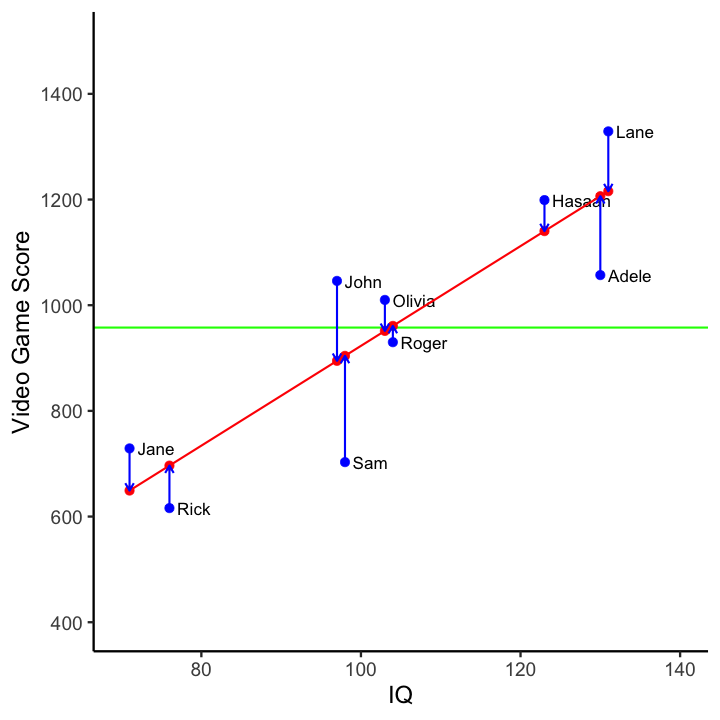 1400
Lane
1200
Hasaan
Adele
John
Olivia
1000
Roger
800
Jane
Sam
Rick
600
400
80 100 120 140
IQ
Video Game Score